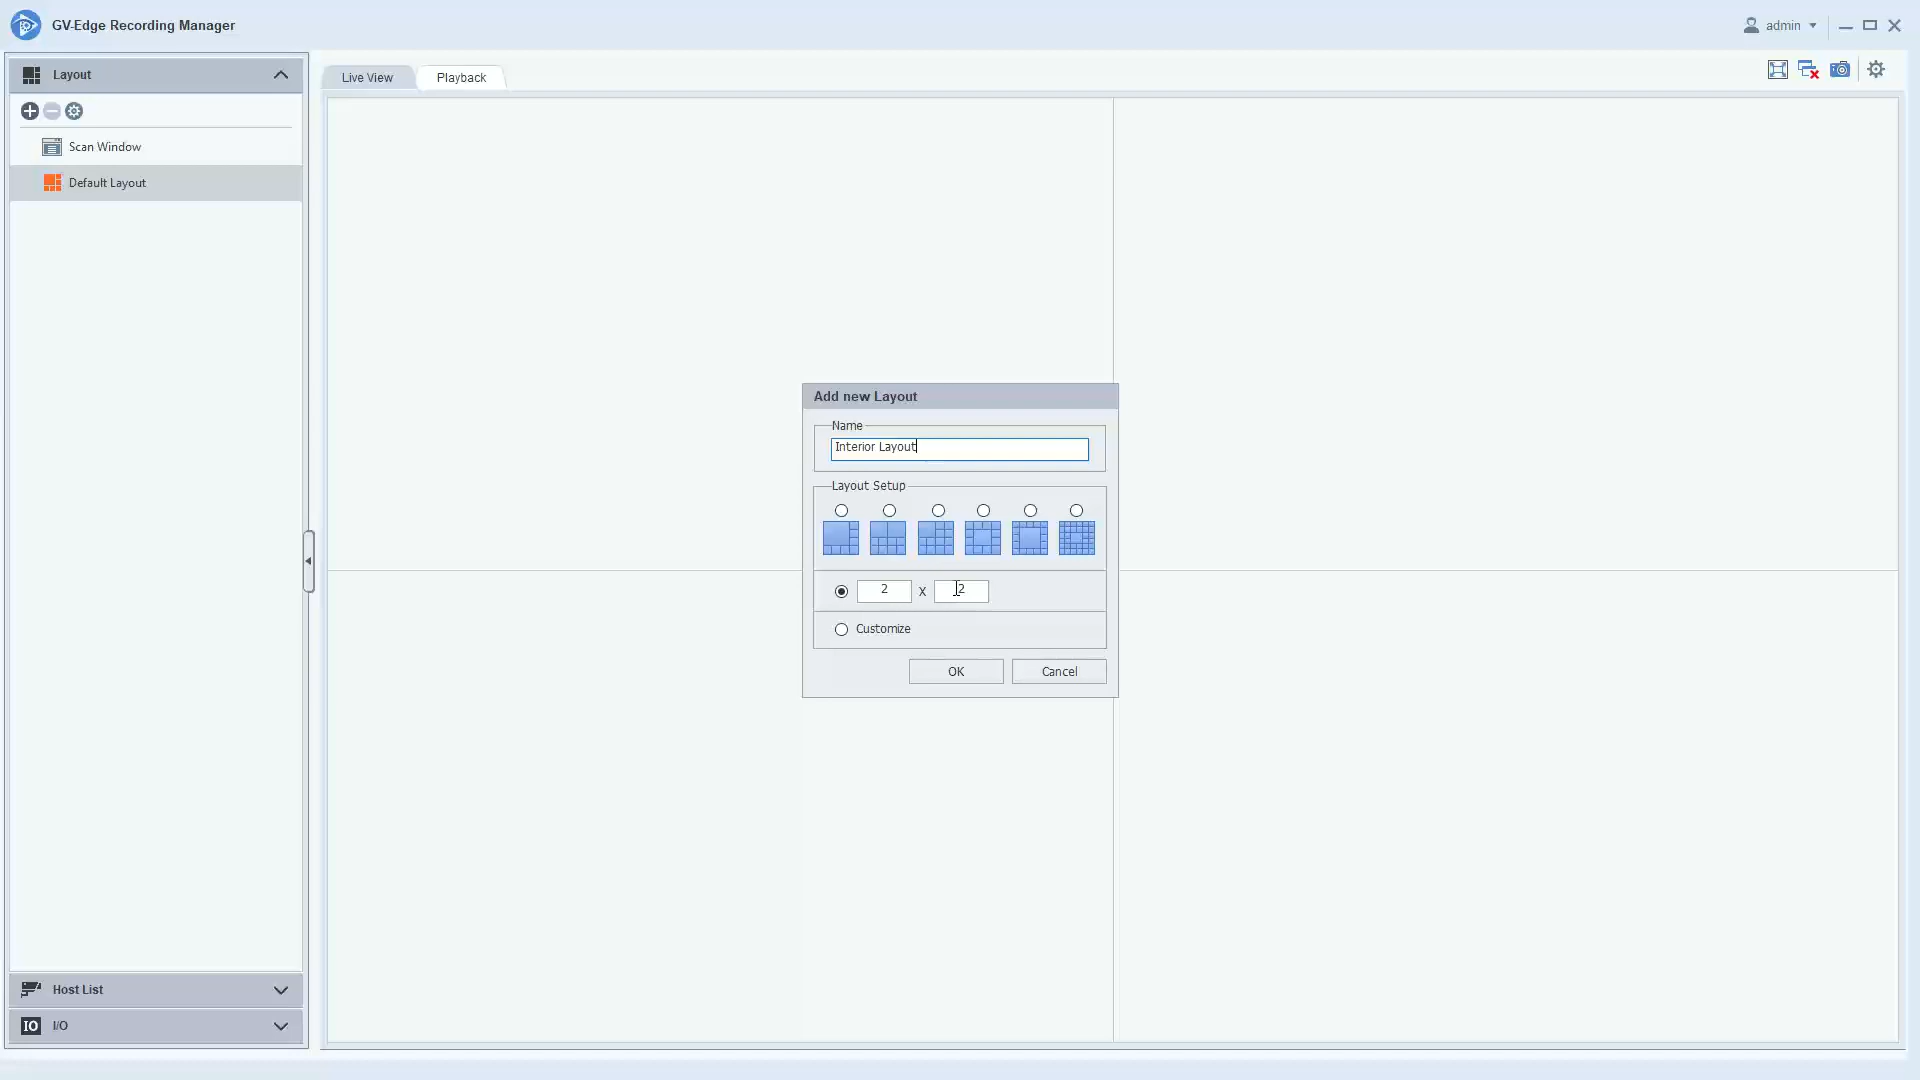 GV-Edge Recording Manager
admin
Layout
Live View
Playback
Scan Window
Default Layout
Add new Layout
Name
Interior Layout
Layout Setup
2 X 2
Customize
OK
Cancel
Host List
IO I/O